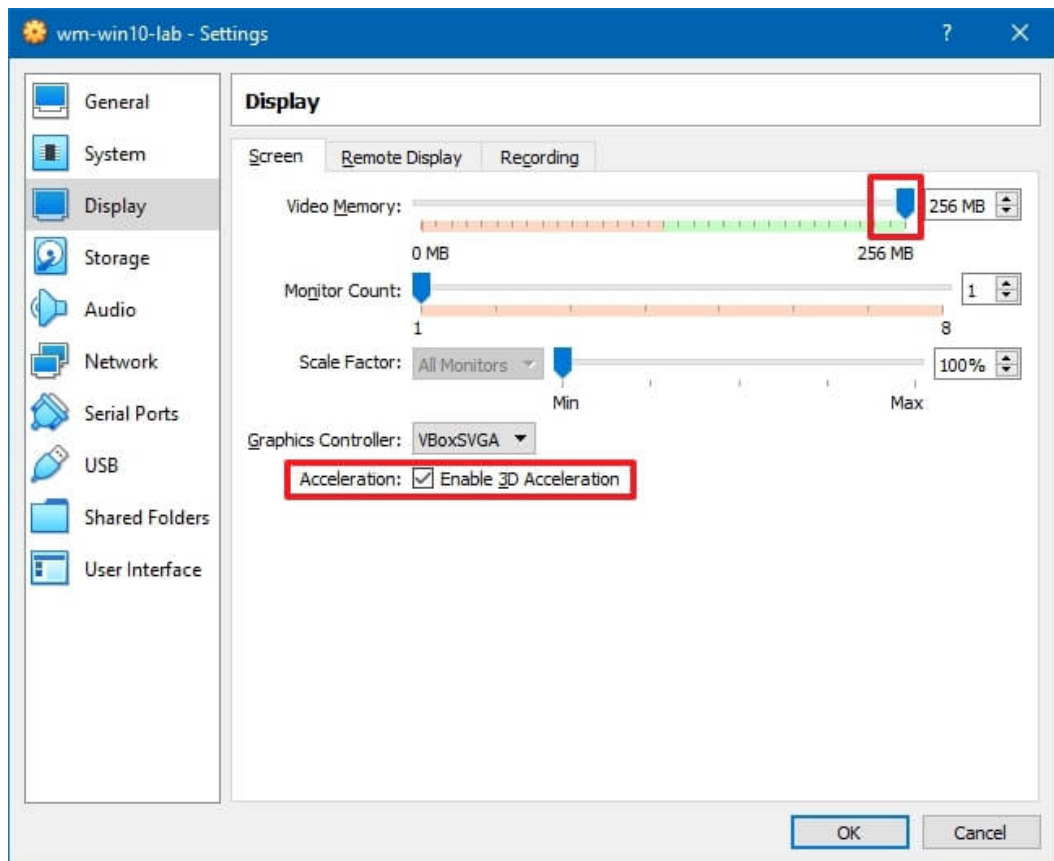 wm-win10-lab - Settings
?
General
System
Display
Storage
Audio
Network
Serial Ports
USB
Shared Folders
User Interface
Display
Screen Remote Display Recording
Video Memory: 256 MB
0 MB 256 MB
Monitor Count: 1
1 8
Scale Factor: All Monitors 100%
Min Max
Graphics Controller: VBoxSVGA
Acceleration: Enable 3D Acceleration
OK Cancel